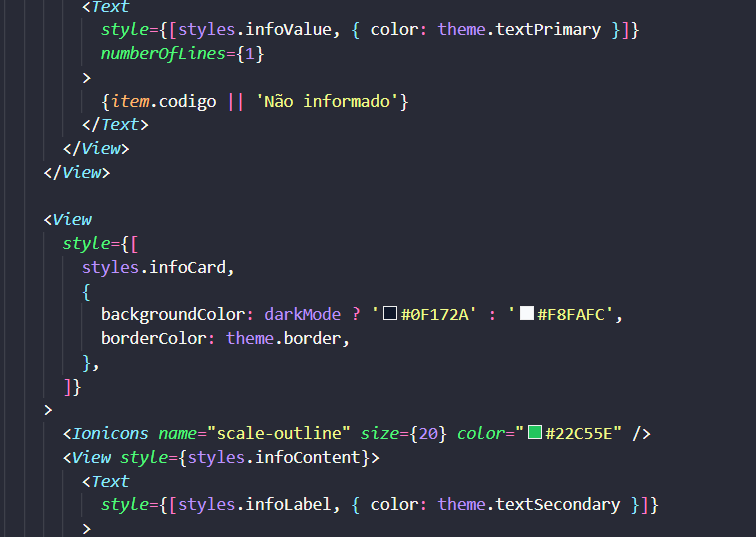 <Text
style={[styles.infoValue, { color: theme.textPrimary }]}
numberOfLines={1}
>
{item.codigo || 'Não informado'}
</Text>
</View>
</View>
<View
style={[
styles.infoCard,
{
backgroundColor: darkMode ? '#0F172A' : '#F8FAFC',
borderColor: theme.border,
},
]}
>
<Ionicons name="scale-outline" size={20} color="#22C55E" />
<View style={styles.infoContent}>
<Text
style={[styles.infoLabel, { color: theme.textSecondary }]}
>